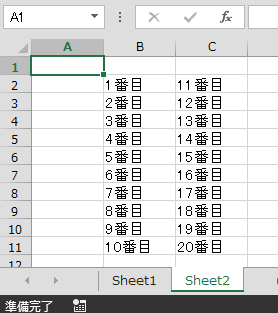 A1
A B C
1
2 1番目 11番目
3 2番目 12番目
4 3番目 13番目
5 4番目 14番目
6 5番目 15番目
7 6番目 16番目
8 7番目 17番目
9 8番目 18番目
10 9番目 19番目
11 10番目 20番目
12
Sheet1 Sheet2
準備完了